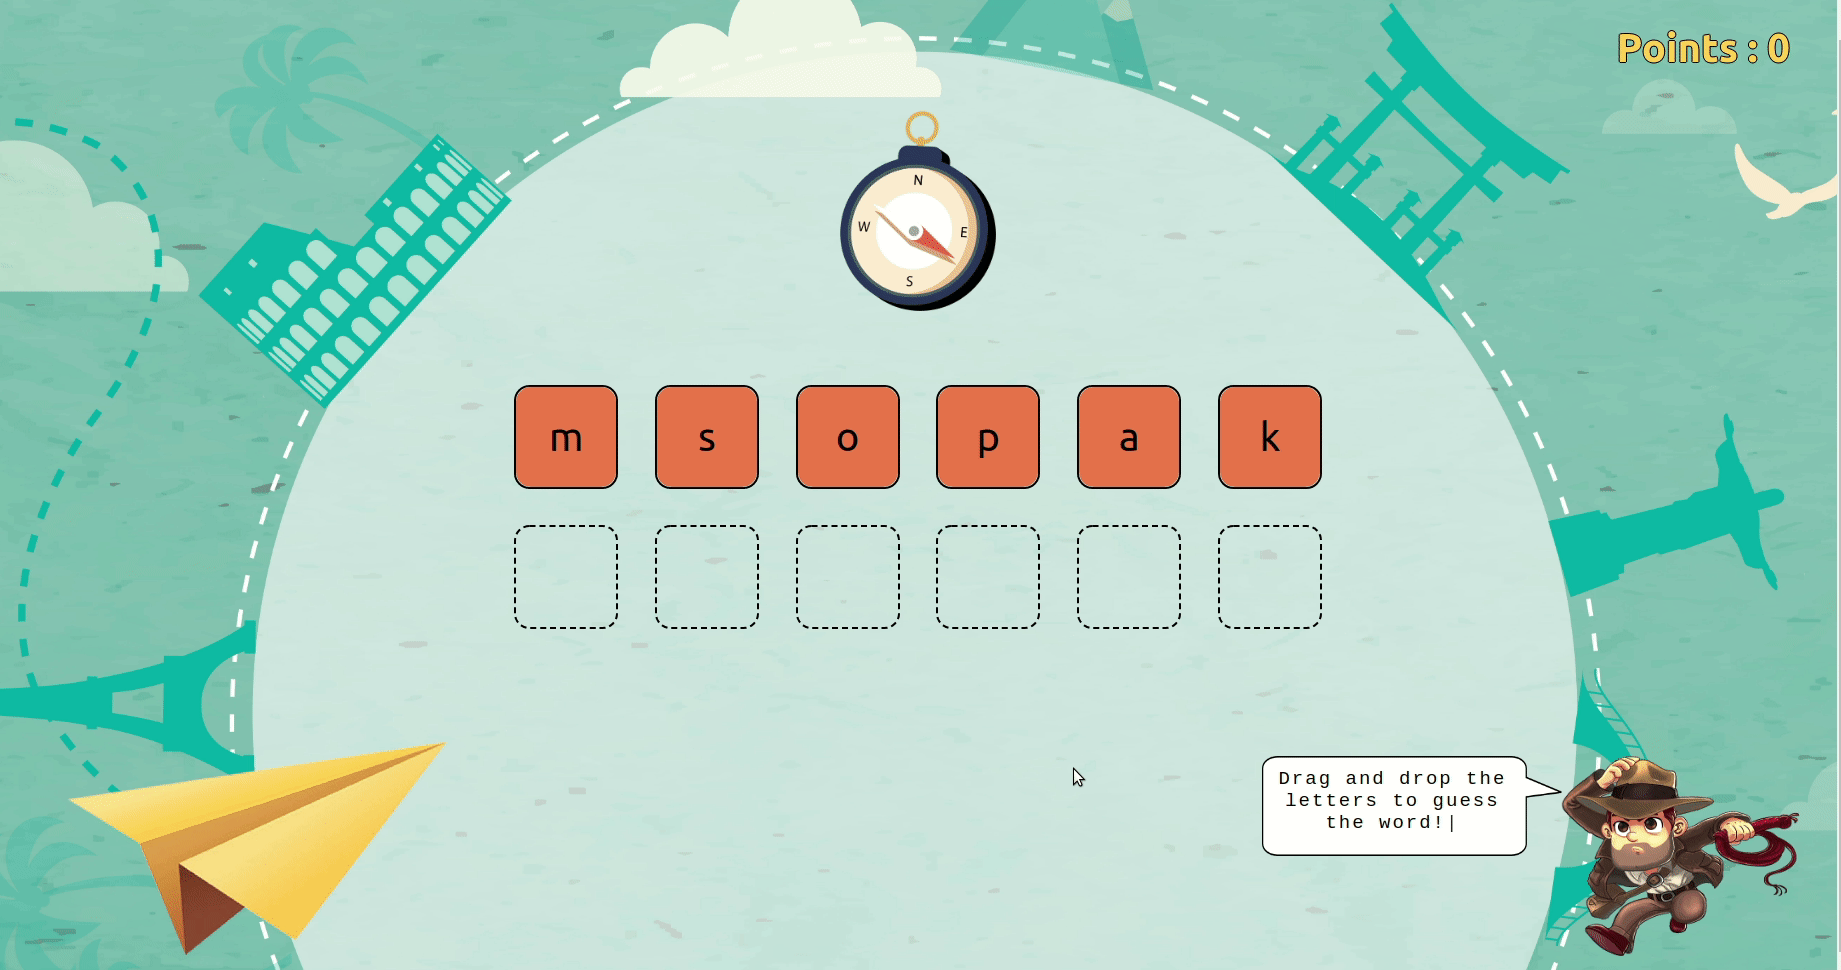 Points : 0
N
W E
S
m s o p a k
Drag and drop the
letters to guess
the word!|